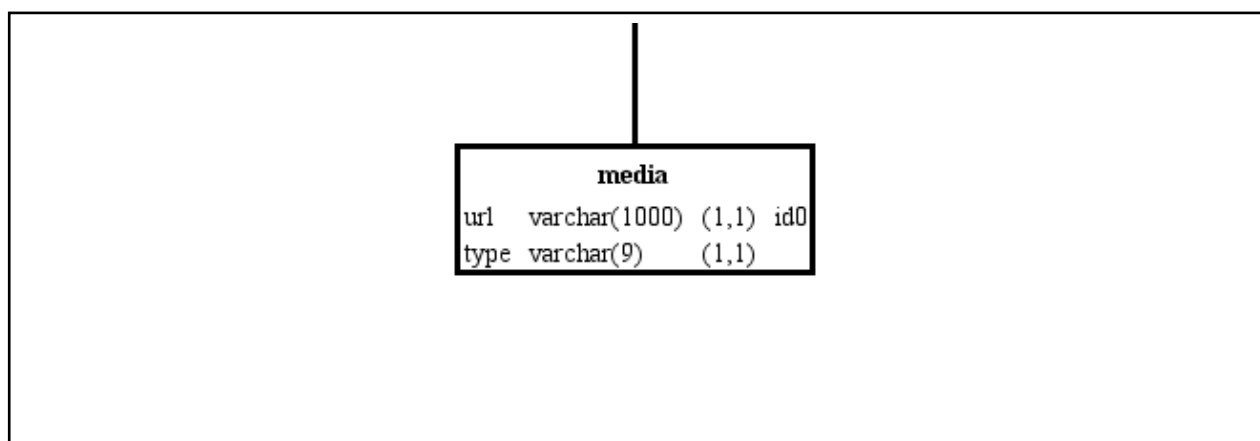 media
url varchar(1000) (1,1) id0
type varchar(9) (1,1)